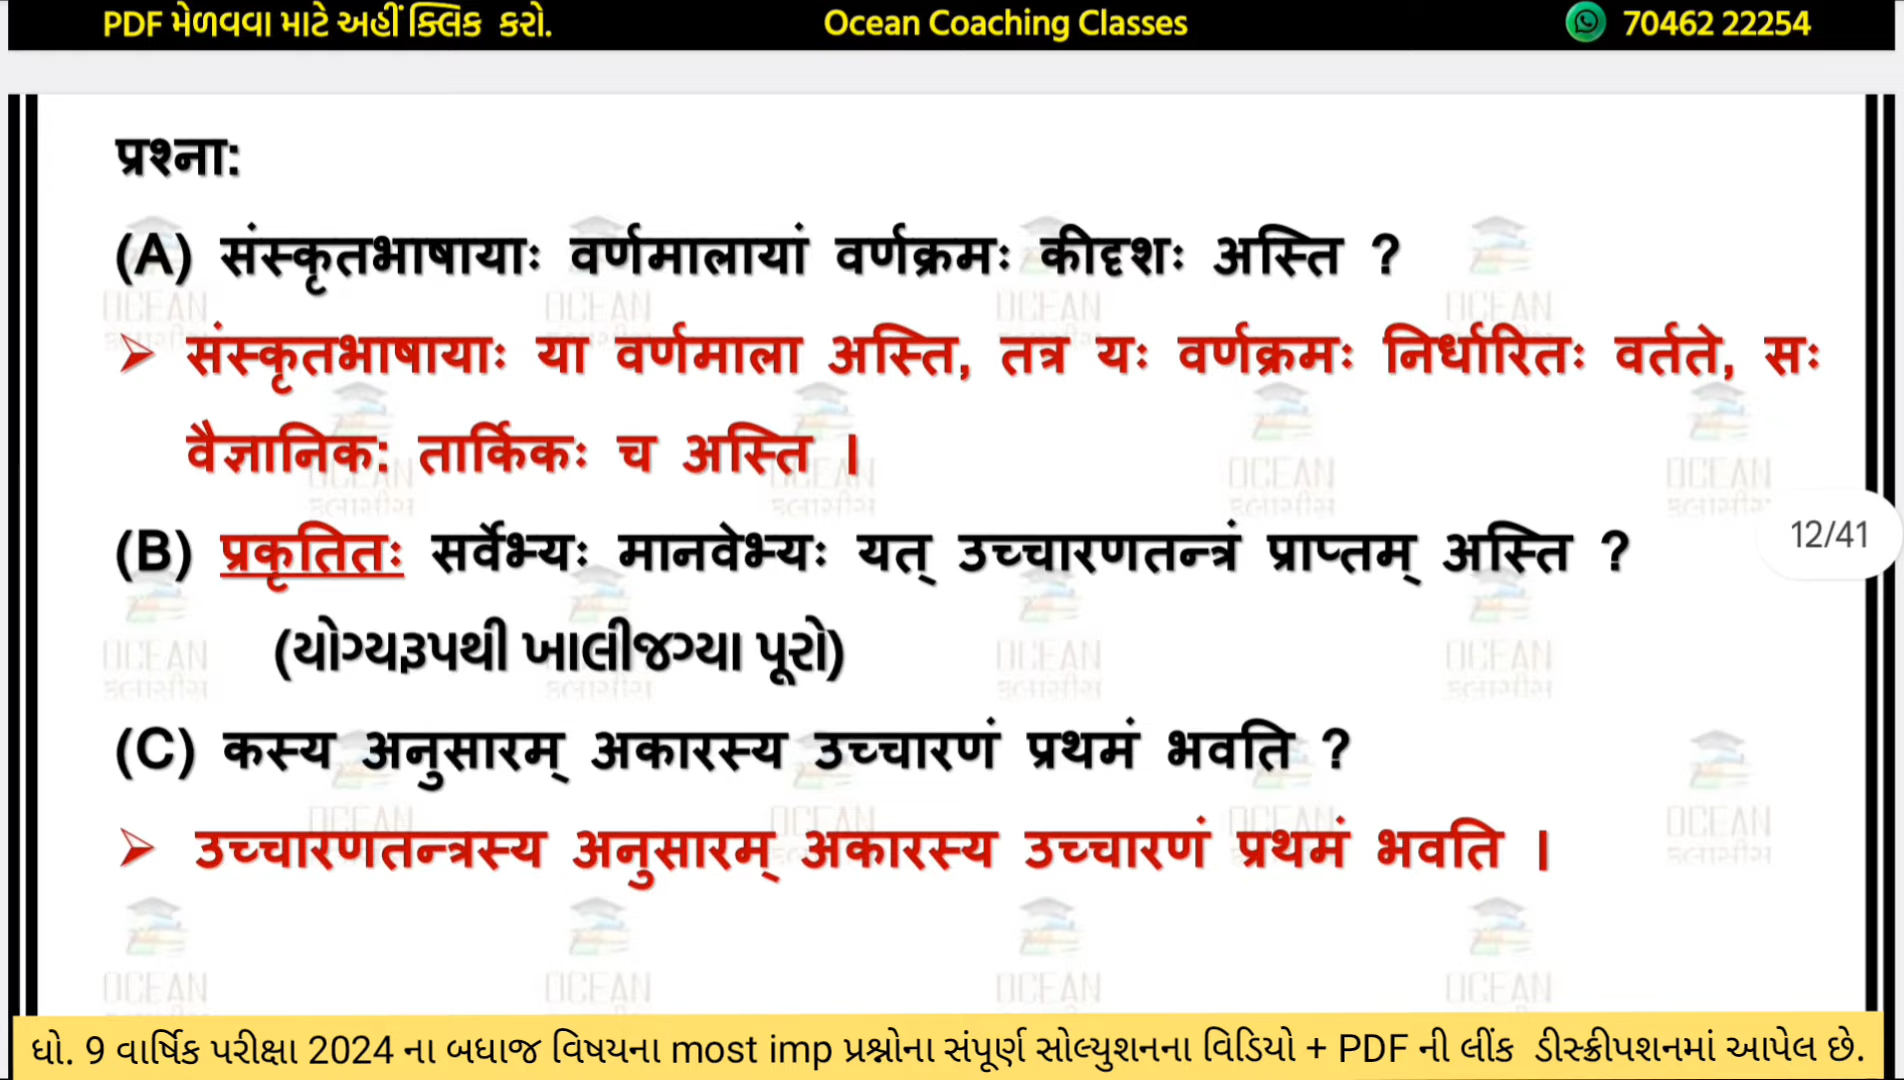 PDF મેળવવા માટે અહીં ક્લિક કરો.
Ocean Coaching Classes
70462 22254
प्रश्ना:
(A) संस्कृतभाषायाः वर्णमालायां वर्णक्रमः कीदृशः अस्ति ?
➢ संस्कृतभाषायाः या वर्णमाला अस्ति, तत्र यः वर्णक्रमः निर्धारितः वर्तते, सः
वैज्ञानिक: तार्किकः च अस्ति ।
(B) प्रकृतितः सर्वेभ्यः मानवेभ्यः यत् उच्चारणतन्त्रं प्राप्तम् अस्ति ?
12/41
(યોગ્યરૂપથી ખાલીજગ્યા પૂરો)
(C) कस्य अनुसारम् अकारस्य उच्चारणं प्रथमं भवति ?
➢ उच्चारणतन्त्रस्य अनुसारम् अकारस्य उच्चारणं प्रथमं भवति ।
ધો. 9 વાર્ષિક પરીક્ષા 2024 ના બધાજ વિષયના most imp પ્રશ્નોના સંપૂર્ણ સોલ્યુશનના વિડિયો + PDF ની લીંક ડીસ્ક્રીપશનમાં આપેલ છે.